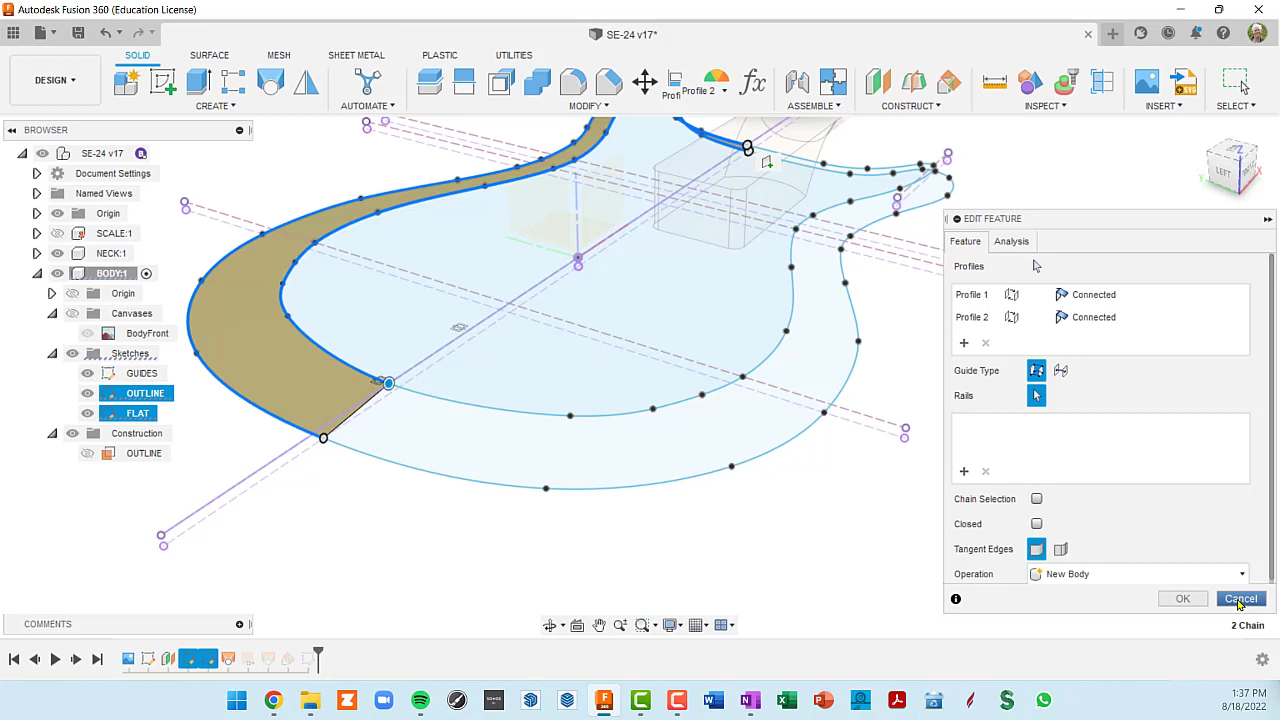 Autodesk Fusion 360 (Education License)
SE-24 v17*
SOLID SURFACE MESH SHEET METAL PLASTIC UTILITIES
DESIGN
Profile 2
CREATE AUTOMATE MODIFY ASSEMBLE CONSTRUCT INSPECT INSERT SELECT
BROWSER
SE-24 v17
Document Settings
Named Views
Origin
SCALE:1
NECK:1
BODY:1
Origin
Canvases
BodyFront
Sketches
GUIDES
OUTLINE
FLAT
Construction
OUTLINE
LEFT
Z
X
Y
EDIT FEATURE
Feature Analysis
Profiles
Profile 1 Connected
Profile 2 Connected
Guide Type
Rails
Chain Selection
Closed
Tangent Edges
Operation New Body
OK Cancel
2 Chain
COMMENTS
1:37 PM
8/18/2022